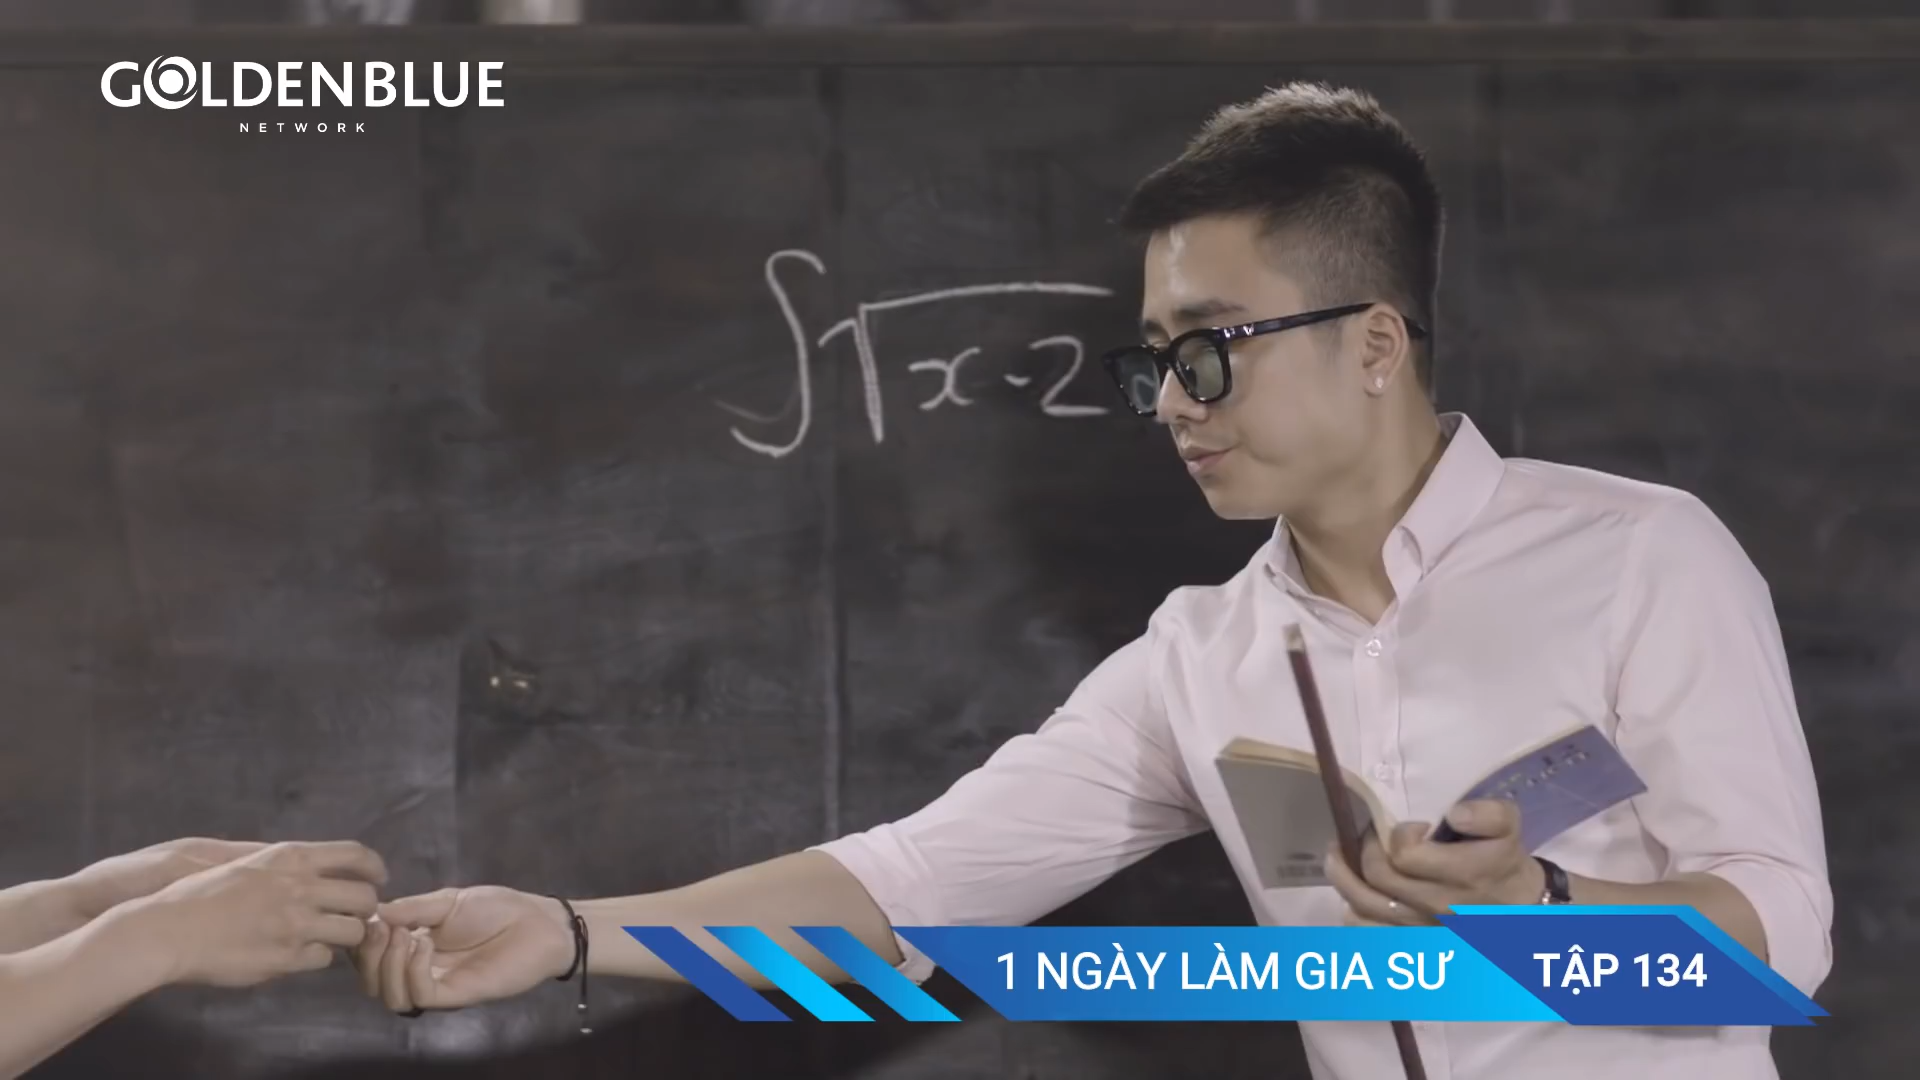 GOLDENBLUE
NETWORK
∫√x-2
1 NGÀY LÀM GIA SƯ
TẬP 134